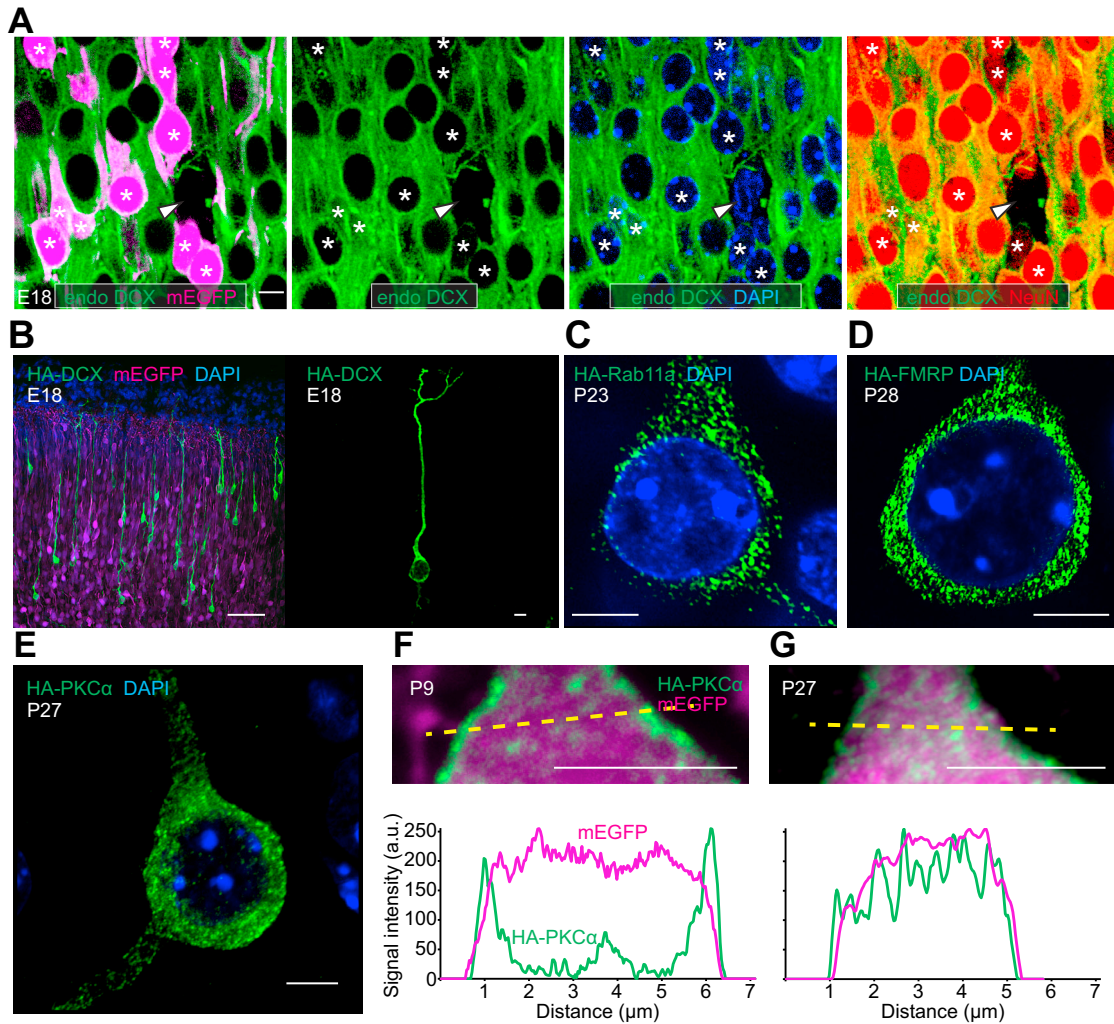 A
* * * * * * * * * *
E18 endo DCX mEGFP
endo DCX
endo DCX DAPI
endo DCX NeuN
B
HA-DCX mEGFP DAPI
E18
HA-DCX
E18
C
HA-Rab11a DAPI
P23
D
HA-FMRP DAPI
P28
E
HA-PKCα DAPI
P27
F
P9
HA-PKCα
mEGFP
G
P27
Signal intensity (a.u.)
250
200
150
100
50
0
mEGFP
HA-PKCα
1 2 3 4 5 6 7
Distance (µm)
1 2 3 4 5 6 7
Distance (µm)